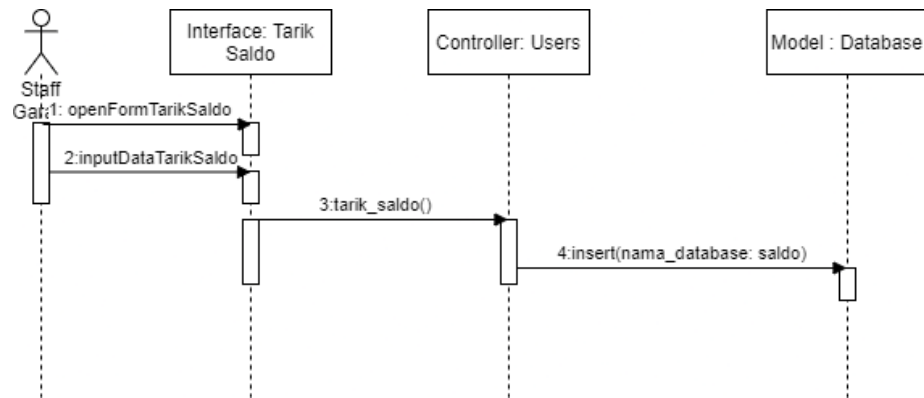 Interface: Tarik
Saldo
Controller: Users
Model : Database
Staff
1: openFormTarikSaldo
2:inputDataTarikSaldo
3:tarik_saldo()
4:insert(nama_database: saldo)